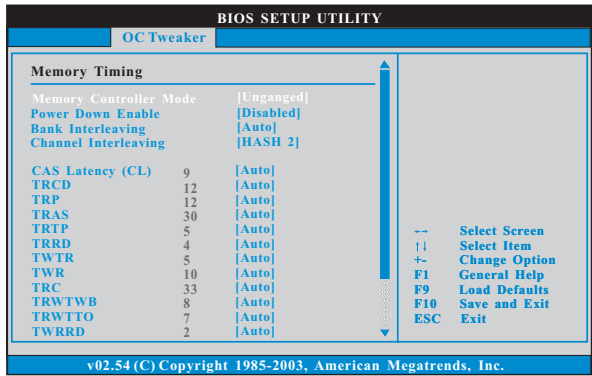 BIOS SETUP UTILITY
OC Tweaker
Memory Timing
Memory Controller Mode [Unganged]
Power Down Enable [Disabled]
Bank Interleaving [Auto]
Channel Interleaving [HASH 2]
CAS Latency (CL) 9 [Auto]
TRCD 12 [Auto]
TRP 12 [Auto]
TRAS 30 [Auto]
TRTP 5 [Auto]
TRRD 4 [Auto]
TWTR 5 [Auto]
TWR 10 [Auto]
TRC 33 [Auto]
TRWTWB 8 [Auto]
TRWTTO 7 [Auto]
TWRRD 2 [Auto]
←→ Select Screen
↑↓ Select Item
+- Change Option
F1 General Help
F9 Load Defaults
F10 Save and Exit
ESC Exit
v02.54 (C) Copyright 1985-2003, American Megatrends, Inc.